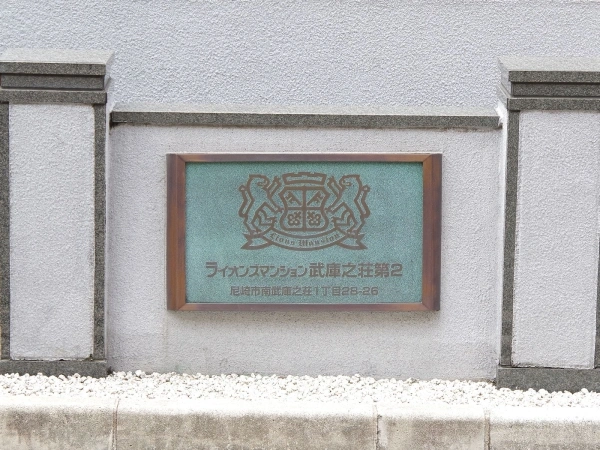 Lions Mansion
ライオンズマンション武庫之荘第2
尼崎市南武庫之荘1丁目28-26